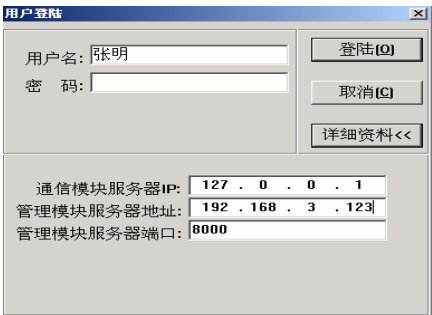 用户登陆
用户名: 张明
登陆(O)
密 码:
取消(C)
详细资料<<
通信模块服务器IP: 127 . 0 . 0 . 1
管理模块服务器地址: 192 . 168 . 3 . 123
管理模块服务器端口: 8000